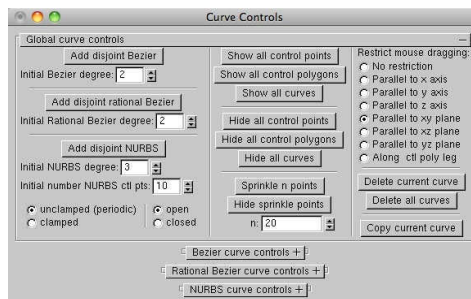 Curve Controls
Global curve controls
Add disjoint Bezier
Initial Bezier degree: 2
Add disjoint rational Bezier
Initial Rational Bezier degree: 2
Add disjoint NURBS
Initial NURBS degree: 3
Initial number NURBS ctl pts: 10
unclamped (periodic)
clamped
open
closed
Show all control points
Show all control polygons
Show all curves
Hide all control points
Hide all control polygons
Hide all curves
Sprinkle n points
Hide sprinkle points
n: 20
Restrict mouse dragging:
No restriction
Parallel to x axis
Parallel to y axis
Parallel to z axis
Parallel to xy plane
Parallel to xz plane
Parallel to yz plane
Along ctl poly leg
Delete current curve
Delete all curves
Copy current curve
Bezier curve controls +
Rational Bezier curve controls +
NURBS curve controls +